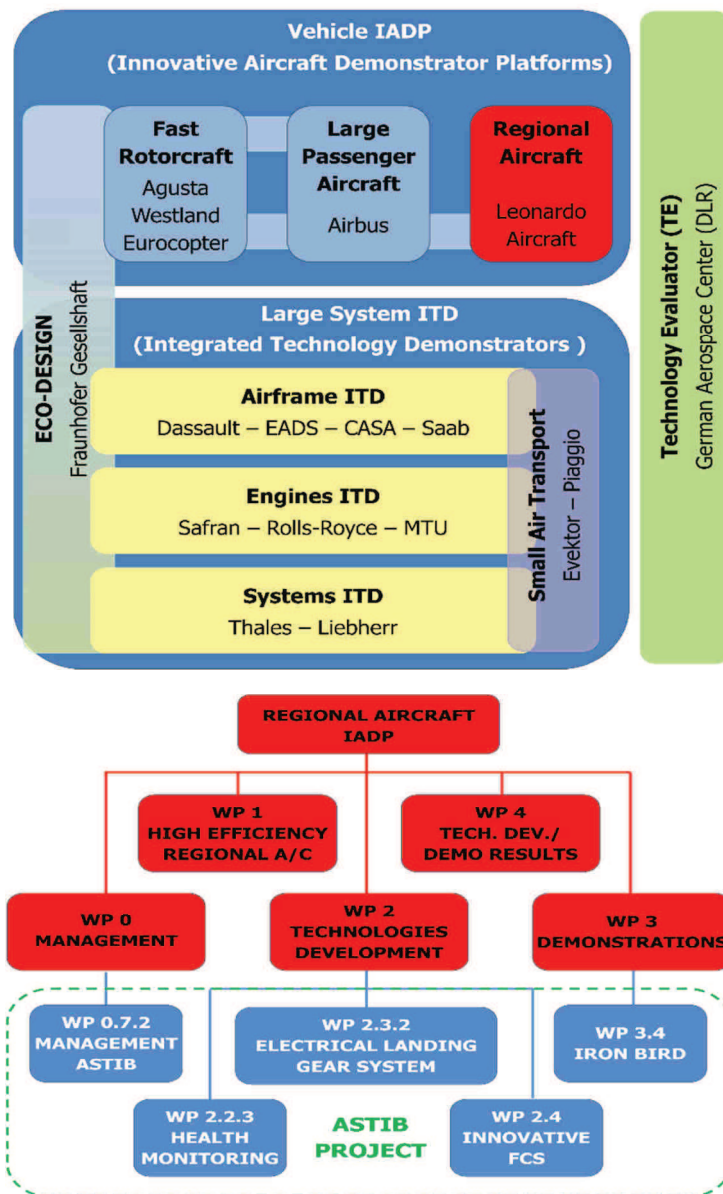 Vehicle IADP
(Innovative Aircraft Demonstrator Platforms)
Fast
Rotorcraft
Agusta
Westland
Eurocopter
Large
Passenger
Aircraft
Airbus
Regional
Aircraft
Leonardo
Aircraft
ECO-DESIGN
Fraunhofer Gesellschaft
Large System ITD
(Integrated Technology Demonstrators )
Airframe ITD
Dassault – EADS – CASA – Saab
Engines ITD
Safran – Rolls-Royce – MTU
Systems ITD
Thales – Liebherr
Small Air Transport
Evektor – Piaggio
Technology Evaluator (TE)
German Aerospace Center (DLR)
REGIONAL AIRCRAFT
IADP
WP 1
HIGH EFFICIENCY
REGIONAL A/C
WP 4
TECH. DEV./
DEMO RESULTS
WP 0
MANAGEMENT
WP 2
TECHNOLOGIES
DEVELOPMENT
WP 3
DEMONSTRATIONS
WP 0.7.2
MANAGEMENT
ASTIB
WP 2.3.2
ELECTRICAL LANDING
GEAR SYSTEM
WP 3.4
IRON BIRD
WP 2.2.3
HEALTH
MONITORING
ASTIB
PROJECT
WP 2.4
INNOVATIVE
FCS